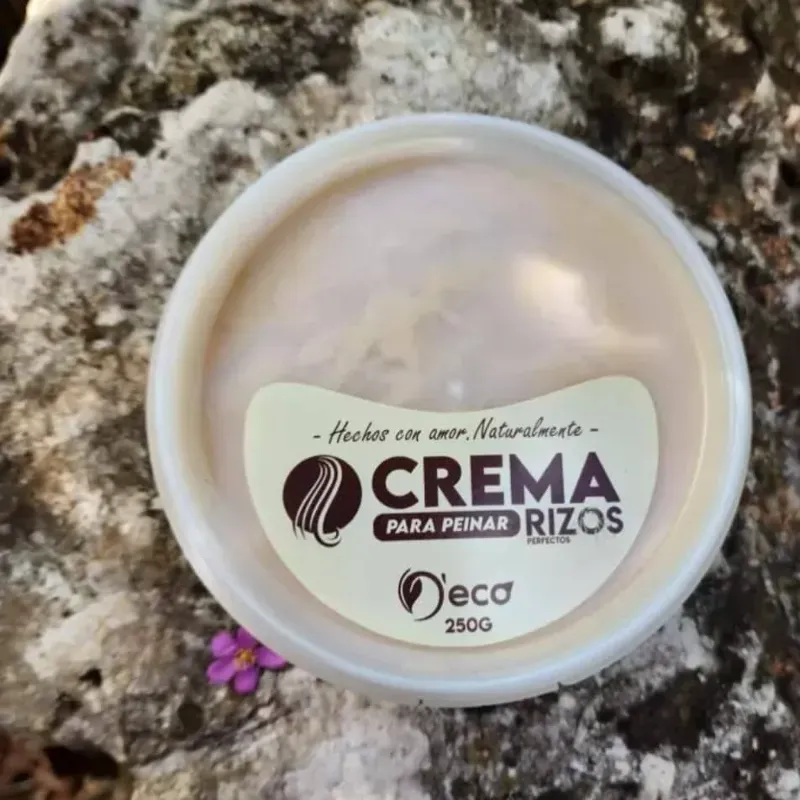 - Hechos con amor. Naturalmente -
CREMA
PARA PEINAR RIZOS
PERFECTOS
D'eco
250G